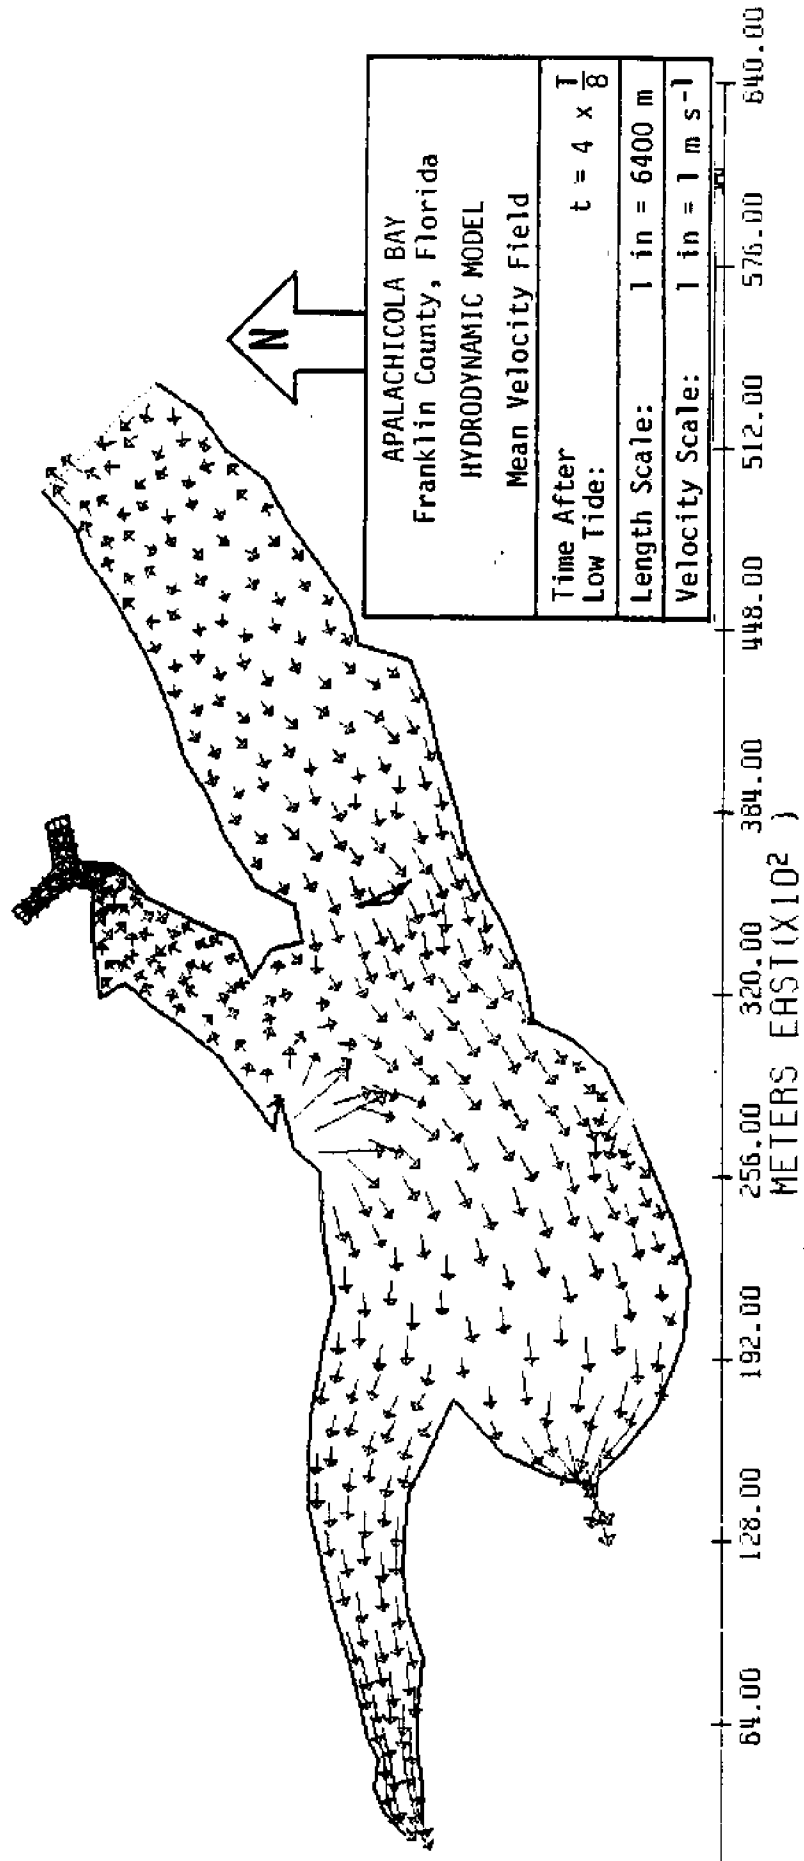 N
APALACHICOLA BAY
Franklin County, Florida
HYDRODYNAMIC MODEL
Mean Velocity Field
Time After
Low Tide: t = 4 x T/8
Length Scale: 1 in = 6400 m
Velocity Scale: 1 in = 1 m s-1
64.00 128.00 192.00 256.00 320.00 384.00 448.00 512.00 576.00 640.00
METERS EAST(X10² )